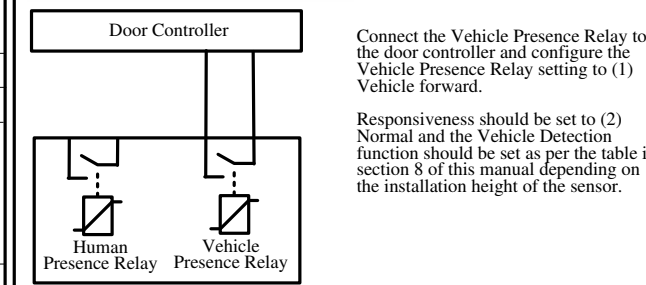 Door Controller
Human
Presence Relay
Vehicle
Presence Relay
Connect the Vehicle Presence Relay to
the door controller and configure the
Vehicle Presence Relay setting to (1)
Vehicle forward.
Responsiveness should be set to (2)
Normal and the Vehicle Detection
function should be set as per the table
section 8 of this manual depending on
the installation height of the sensor.